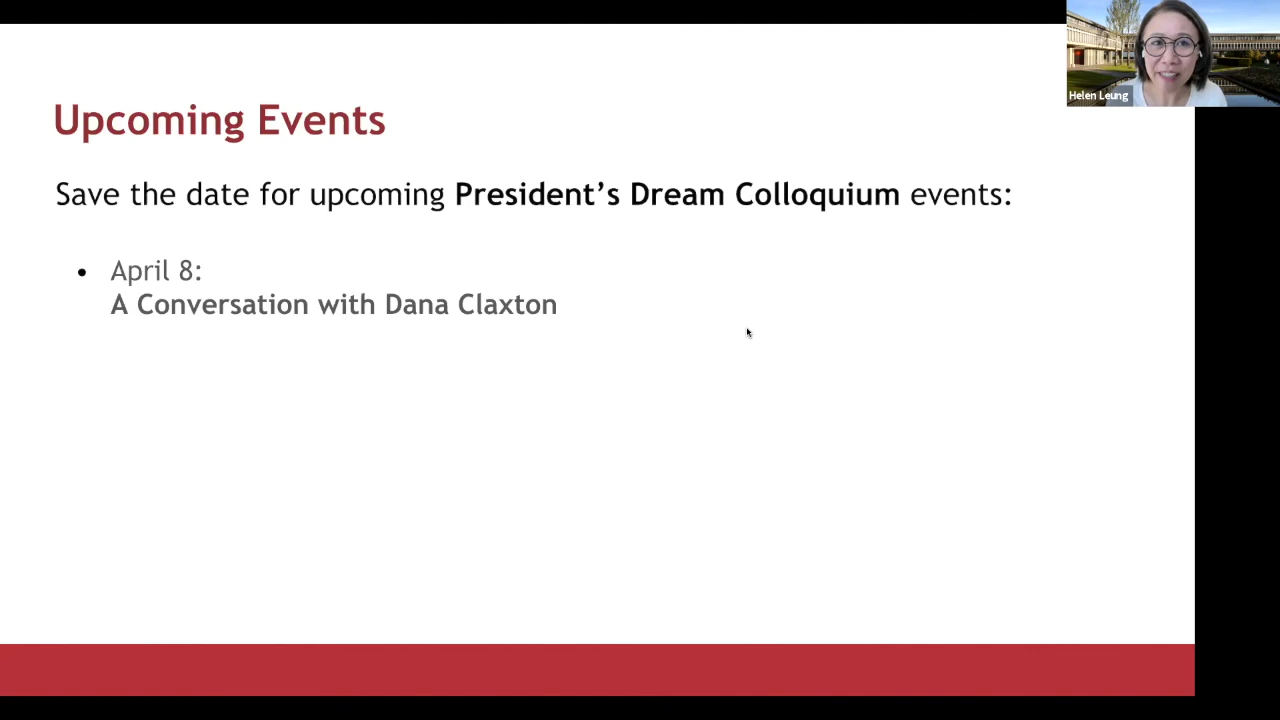 Helen Leung
Upcoming Events
Save the date for upcoming President's Dream Colloquium events:
• April 8:
A Conversation with Dana Claxton